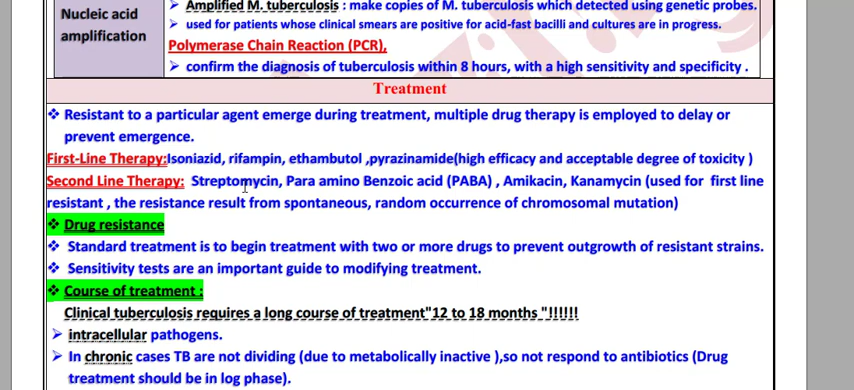 Nucleic acid
amplification
➢ Amplified M. tuberculosis : make copies of M. tuberculosis which detected using genetic probes.
➢ used for patients whose clinical smears are positive for acid-fast bacilli and cultures are in progress.
Polymerase Chain Reaction (PCR),
➢ confirm the diagnosis of tuberculosis within 8 hours, with a high sensitivity and specificity .
Treatment
❖ Resistant to a particular agent emerge during treatment, multiple drug therapy is employed to delay or
prevent emergence.
First-Line Therapy:Isoniazid, rifampin, ethambutol ,pyrazinamide(high efficacy and acceptable degree of toxicity )
Second Line Therapy: Streptomycin, Para amino Benzoic acid (PABA) , Amikacin, Kanamycin (used for first line
resistant , the resistance result from spontaneous, random occurrence of chromosomal mutation)
❖ Drug resistance
❖ Standard treatment is to begin treatment with two or more drugs to prevent outgrowth of resistant strains.
❖ Sensitivity tests are an important guide to modifying treatment.
❖ Course of treatment :
Clinical tuberculosis requires a long course of treatment"12 to 18 months "!!!!!!
➢ intracellular pathogens.
➢ In chronic cases TB are not dividing (due to metabolically inactive ),so not respond to antibiotics (Drug
treatment should be in log phase).